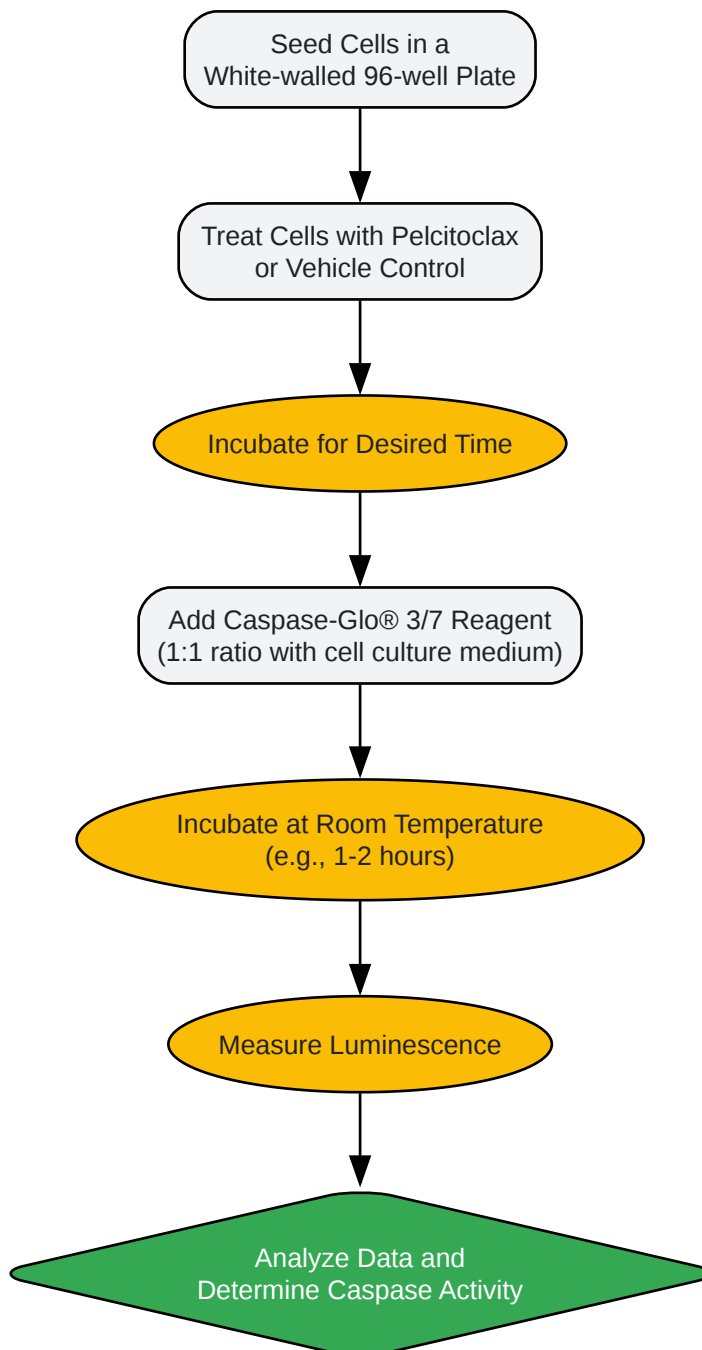 Seed Cells in a
White-walled 96-well Plate
Treat Cells with Pelcitoclax
or Vehicle Control
Incubate for Desired Time
Add Caspase-Glo® 3/7 Reagent
(1:1 ratio with cell culture medium)
Incubate at Room Temperature
(e.g., 1-2 hours)
Measure Luminescence
Analyze Data and
Determine Caspase Activity